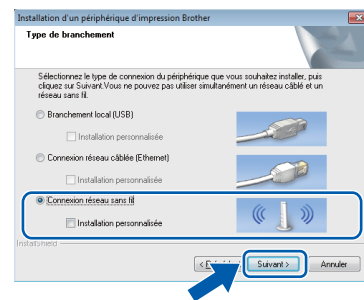 Installation d'un périphérique d'impression Brother
Type de branchement
Sélectionnez le type de connexion du périphérique que vous souhaitez installer, puis
cliquez sur Suivant.Vous ne pouvez pas utiliser simultanément un réseau câblé et un
réseau sans fil.
Branchement local (USB)
Installation personnalisée
Connexion réseau câblée (Ethernet)
Installation personnalisée
Connexion réseau sans fil
Installation personnalisée
InstallShield
Suivant >
Annuler